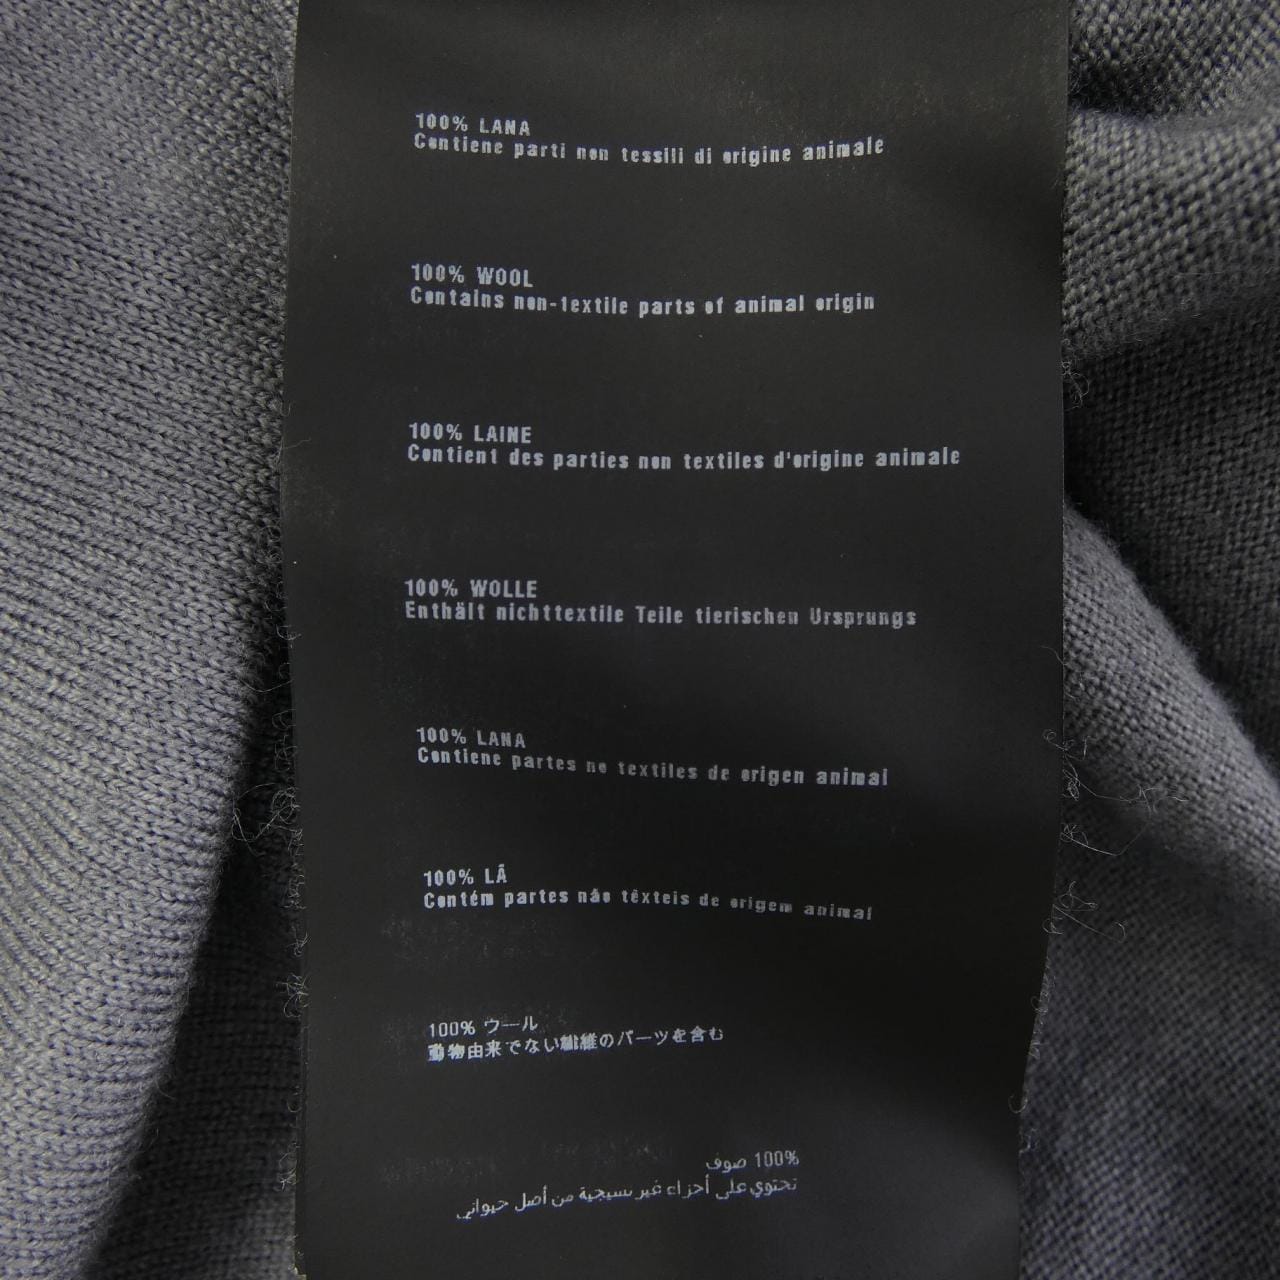 100% LANA
Contiene parti non tessili di origine animale
100% WOOL
Contains non-textile parts of animal origin
100% LAINE
Contient des parties non textiles d'origine animale
100% WOLLE
Enthält nichttextile Teile tierischen Ursprungs
100% LANA
Contiene partes no textiles de origen animal
100% LÃ
Contém partes não têxteis de origem animal
100% ウール
動物由来でない繊維のパーツを含む
100% صوف
تحتوي على أجزاء غير نسيجية من أصل حيواني